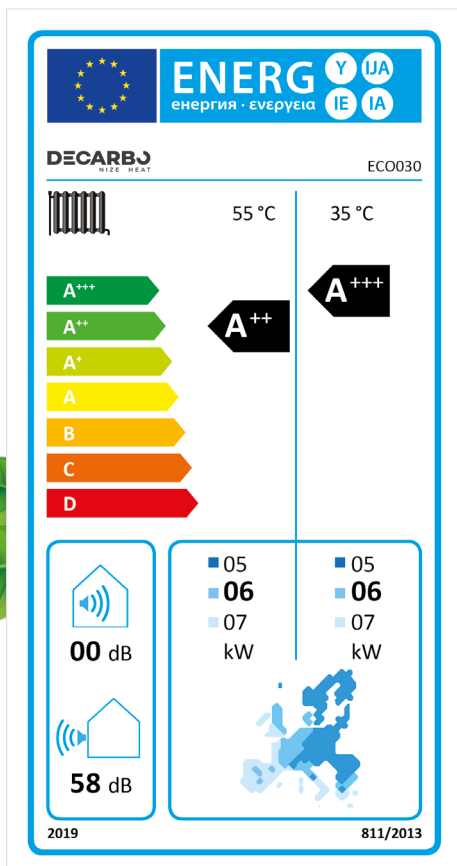 ENERG Y IJA
енергия · ενεργεια IE IA
DECARBO
NIZE HEAT
ECO030
55 °C 35 °C
A+++
A+++
A++
A++
A+
A
B
C
D
05 05
06 06
07 07
kW kW
00 dB
58 dB
2019 811/2013